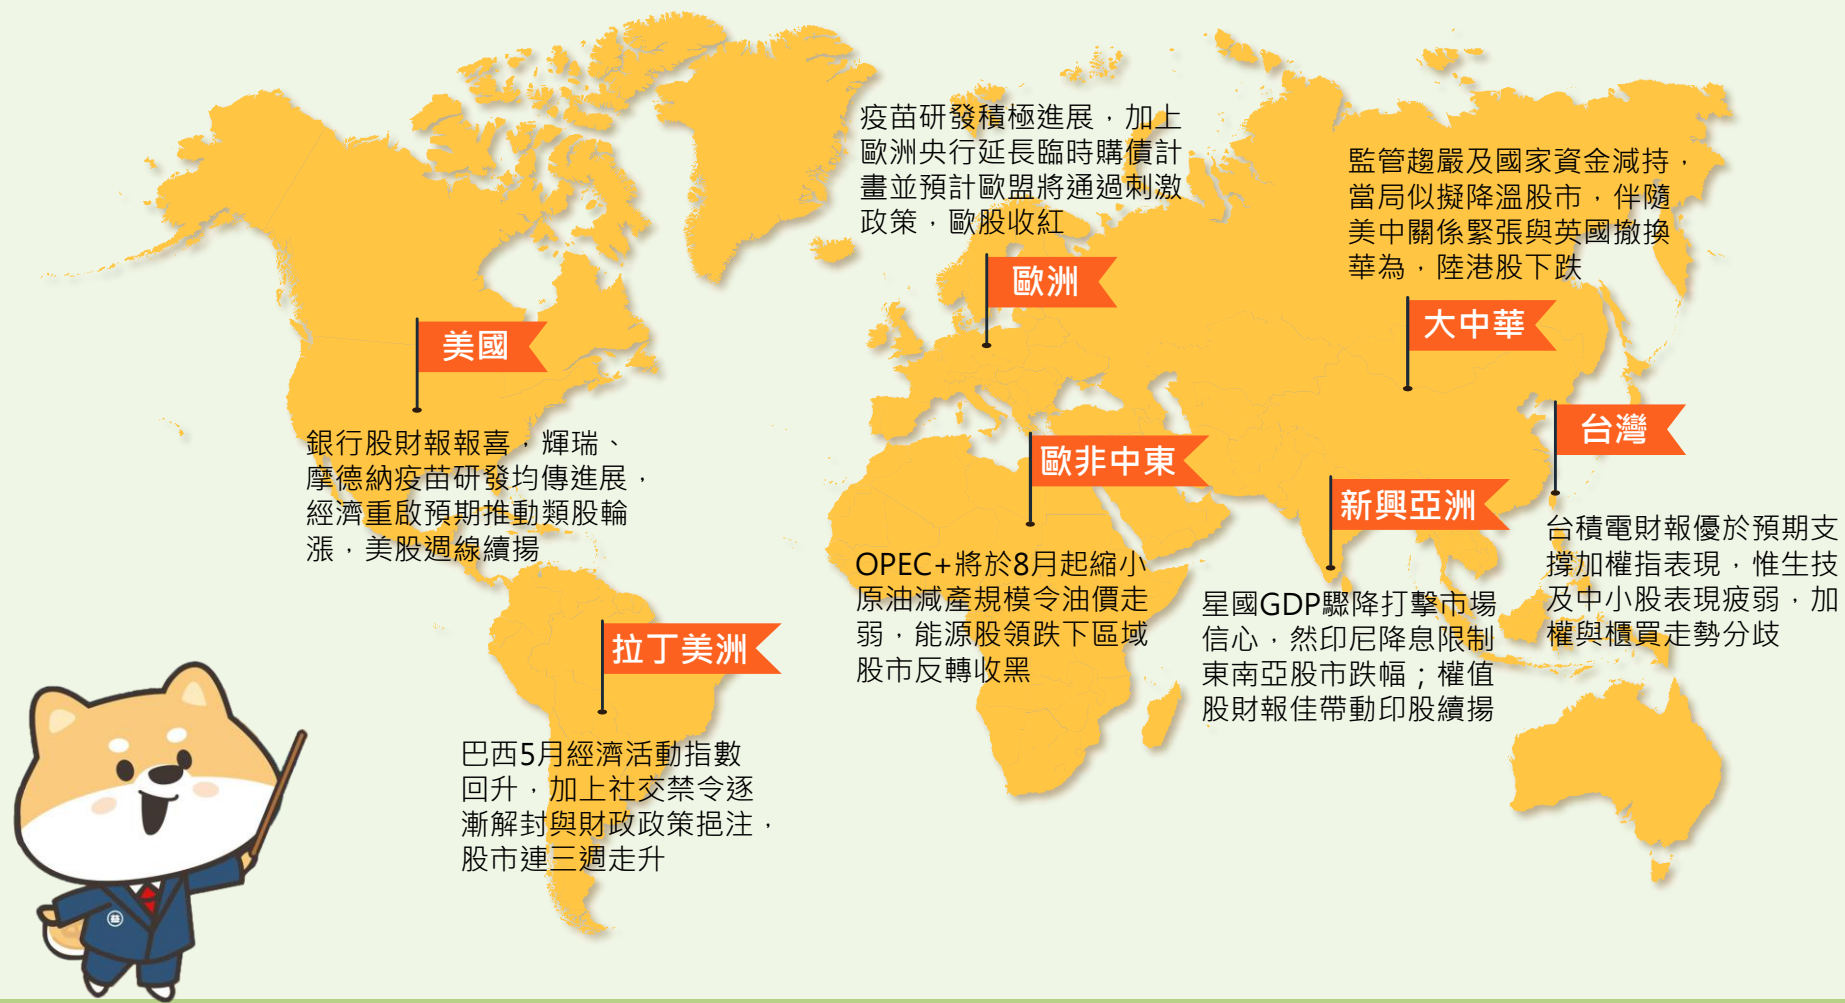 疫苗研發積極進展，加上
歐洲央行延長臨時購債計
畫並預計歐盟將通過刺激
政策，歐股收紅
歐洲
監管趨嚴及國家資金減持，
當局似擬降溫股市，伴隨
美中關係緊張與英國撤換
華為，陸港股下跌
大中華
美國
銀行股財報報喜，輝瑞、
摩德納疫苗研發均傳進展，
經濟重啟預期推動類股輪
漲，美股週線續揚
歐非中東
OPEC+將於8月起縮小
原油減產規模令油價走
弱，能源股領跌下區域
股市反轉收黑
新興亞洲
星國GDP驟降打擊市場
信心，然印尼降息限制
東南亞股市跌幅；權值
股財報佳帶動印股續揚
台灣
台積電財報優於預期支
撐加權指表現，惟生技
及中小股表現疲弱，加
權與櫃買走勢分歧
拉丁美洲
巴西5月經濟活動指數
回升，加上社交禁令逐
漸解封與財政政策挹注，
股市連三週走升